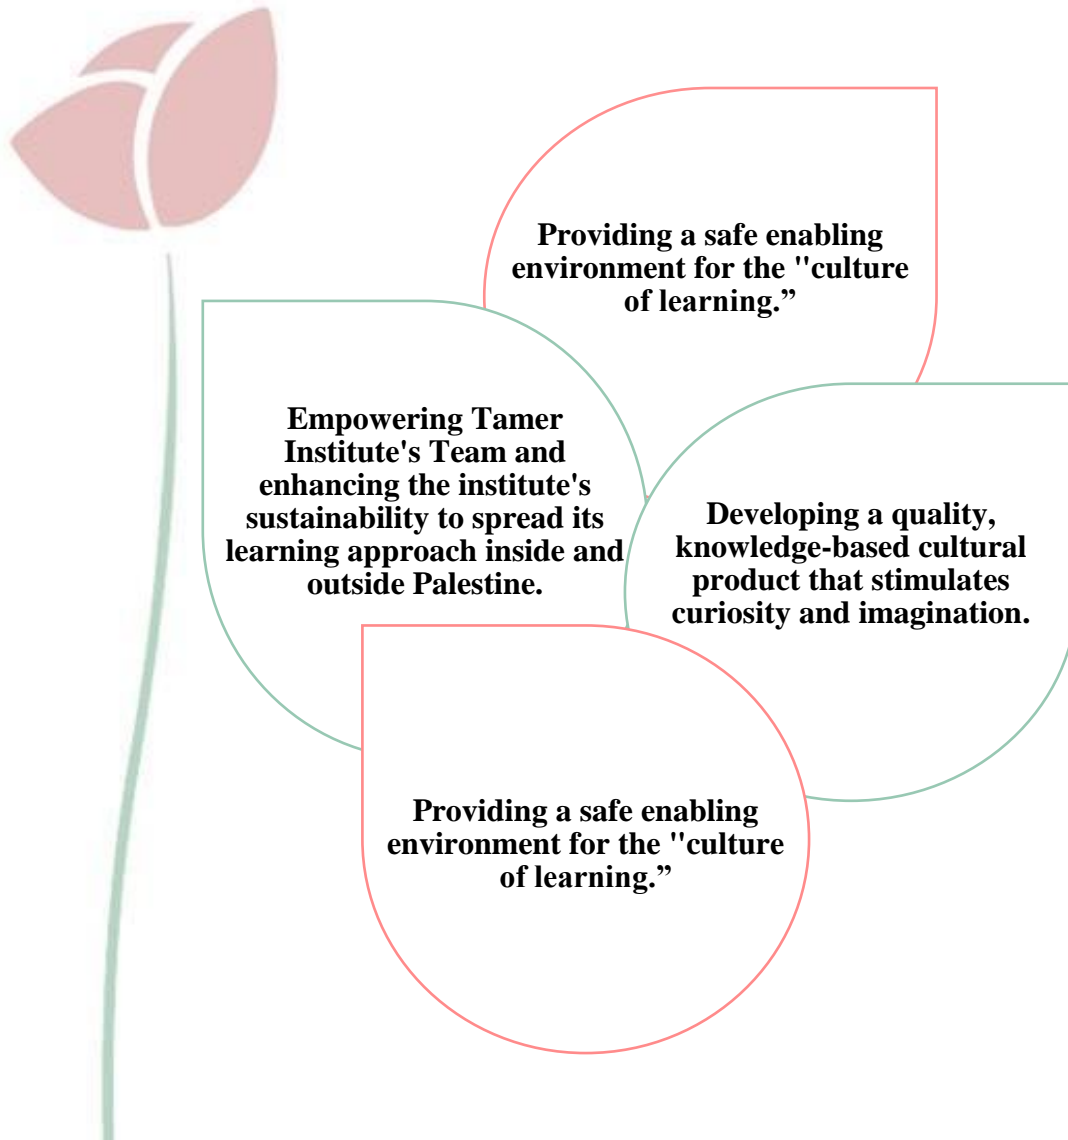 Providing a safe enabling
environment for the "culture
of learning.”
Empowering Tamer
Institute's Team and
enhancing the institute's
sustainability to spread its
learning approach inside and
outside Palestine.
Developing a quality,
knowledge-based cultural
product that stimulates
curiosity and imagination.
Providing a safe enabling
environment for the "culture
of learning.”